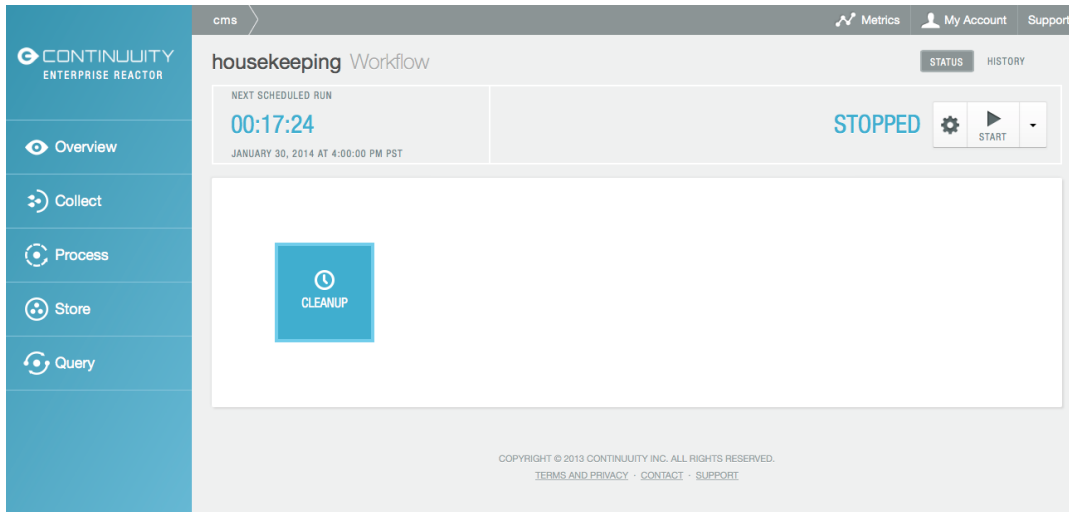 cms
Metrics
My Account
Support
CONTINUUITY
ENTERPRISE REACTOR
Overview
Collect
Process
Store
Query
housekeeping Workflow
STATUS
HISTORY
NEXT SCHEDULED RUN
00:17:24
JANUARY 30, 2014 AT 4:00:00 PM PST
STOPPED
START
CLEANUP
COPYRIGHT © 2013 CONTINUUITY INC. ALL RIGHTS RESERVED.
TERMS AND PRIVACY · CONTACT · SUPPORT